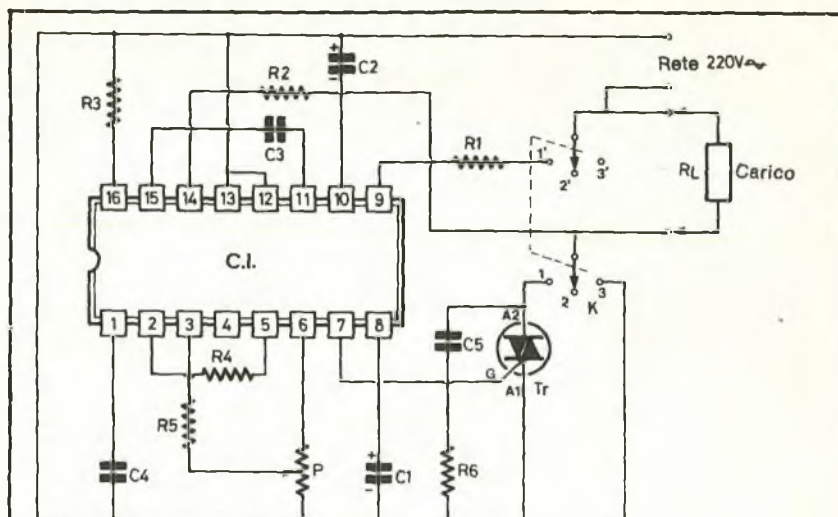 R3
R2
C2
+
-
Rete 220V~
C3
R1
1'
2'
3'
RL
Carico
16
15
14
13
12
11
10
9
C.I.
1
2
3
K
1
2
3
4
5
6
7
8
R4
R5
C5
A2
G
A1
Tr
C4
P
+
C1
-
R6